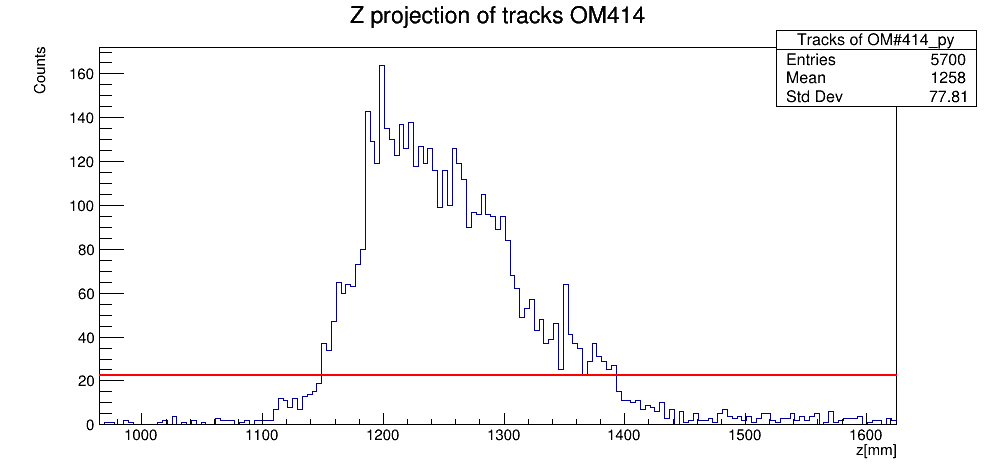 Z projection of tracks OM414
Tracks of OM#414_py
Entries 5700
Mean 1258
Std Dev 77.81
Counts
160
140
120
100
80
60
40
20
0
1000 1100 1200 1300 1400 1500 1600
z[mm]